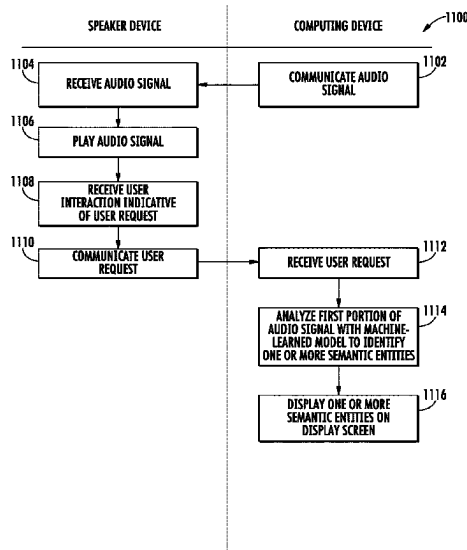 SPEAKER DEVICE
COMPUTING DEVICE
1100
1104
RECEIVE AUDIO SIGNAL
1102
COMMUNICATE AUDIO
SIGNAL
1106
PLAY AUDIO SIGNAL
1108
RECEIVE USER
INTERACTION INDICATIVE
OF USER REQUEST
1110
COMMUNICATE USER
REQUEST
1112
RECEIVE USER REQUEST
1114
ANALYZE FIRST PORTION OF
AUDIO SIGNAL WITH MACHINE-
LEARNED MODEL TO IDENTIFY
ONE OR MORE SEMANTIC ENTITIES
1116
DISPLAY ONE OR MORE
SEMANTIC ENTITIES ON
DISPLAY SCREEN